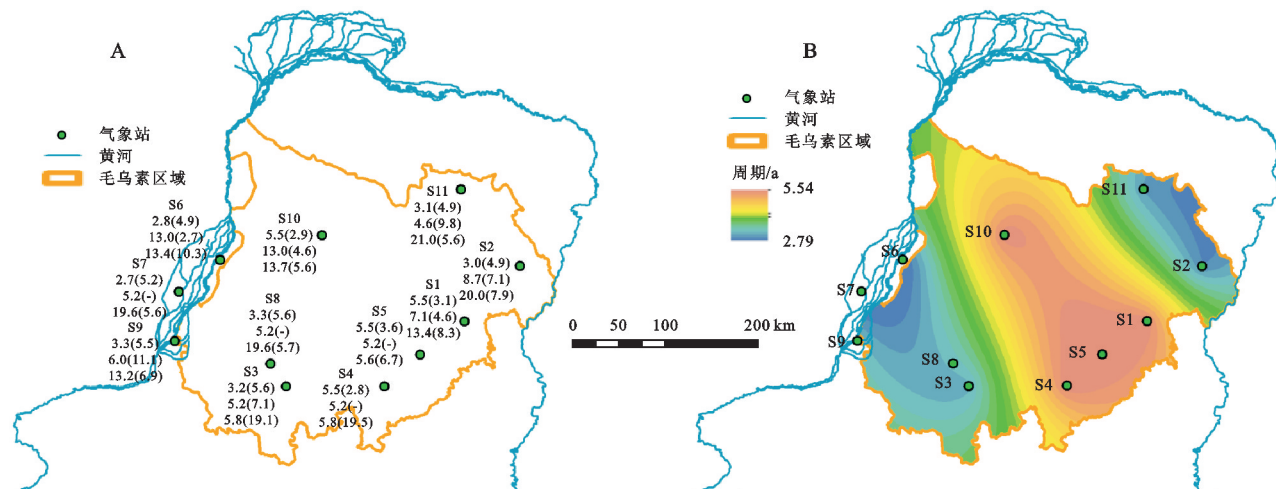 A
气象站
黄河
毛乌素区域
S6
2.8(4.9)
13.0(2.7)
13.4(10.3)
S7
2.7(5.2)
5.2(-)
19.6(5.6)
S9
3.3(5.5)
6.0(11.1)
13.2(6.9)
S10
5.5(2.9)
13.0(4.6)
13.7(5.6)
S8
3.3(5.6)
5.2(-)
19.6(5.7)
S3
3.2(5.6)
5.2(7.1)
5.8(19.1)
S11
3.1(4.9)
4.6(9.8)
21.0(5.6)
S2
3.0(4.9)
8.7(7.1)
20.0(7.9)
S1
5.5(3.1)
7.1(4.6)
13.4(8.3)
S5
5.5(3.6)
5.2(-)
5.6(6.7)
S4
5.5(2.8)
5.2(-)
5.8(19.5)
0 50 100 200 km
B
气象站
黄河
毛乌素区域
周期/a
5.54
2.79
S11
S10
S6
S2
S7
S1
S9
S5
S8
S3
S4